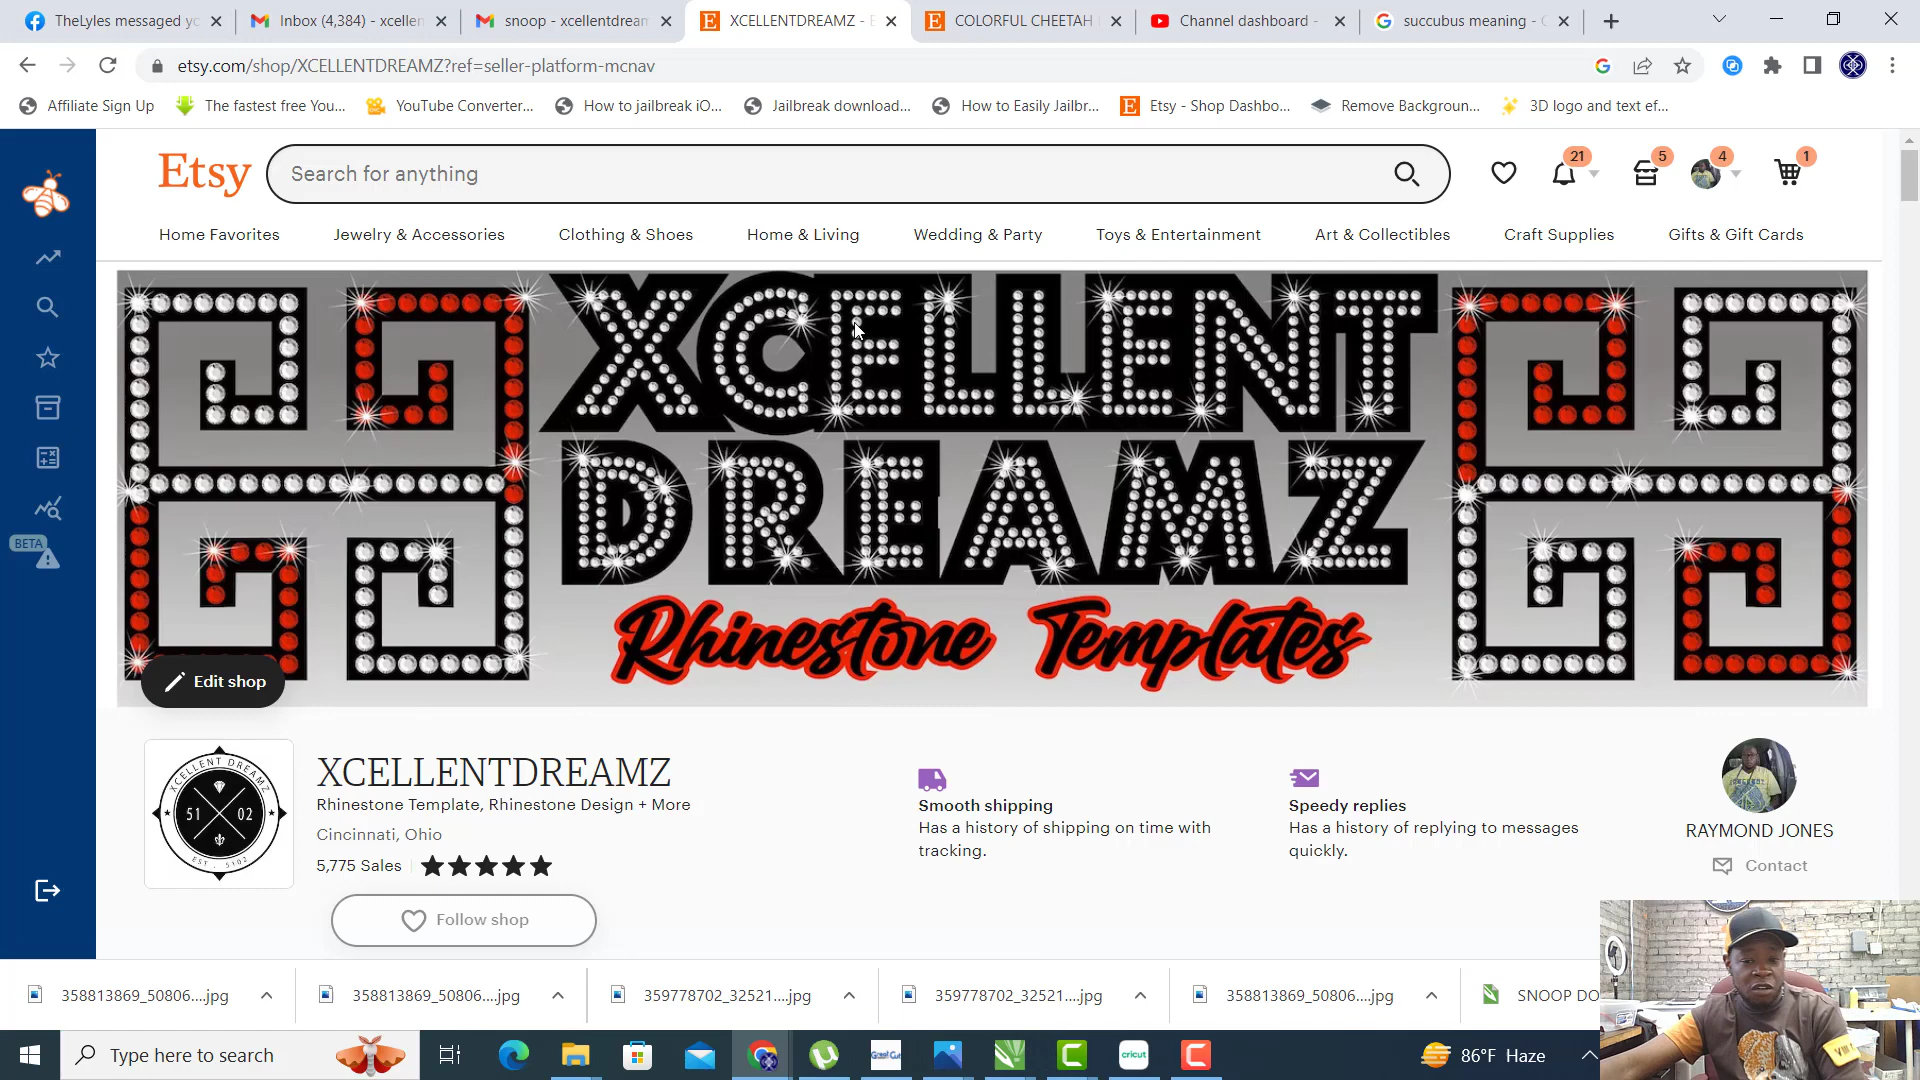 TheLyles messaged yo
Inbox (4,384) - xcellen
snoop - xcellentdream
XCELLENTDREAMZ - E
COLORFUL CHEETAH
Channel dashboard -
succubus meaning -
etsy.com/shop/XCELLENTDREAMZ?ref=seller-platform-mcnav
Affiliate Sign Up
The fastest free You...
YouTube Converter...
How to jailbreak iO...
Jailbreak download...
How to Easily Jailbr...
Etsy - Shop Dashbo...
Remove Backgroun...
3D logo and text ef...
Etsy
Search for anything
21
5
4
1
Home Favorites
Jewelry & Accessories
Clothing & Shoes
Home & Living
Wedding & Party
Toys & Entertainment
Art & Collectibles
Craft Supplies
Gifts & Gift Cards
XCELLENT
DREAMZ
Rhinestone Templates
BETA
Edit shop
XCELLENT DREAMZ
51 02
EST. 5102
XCELLENTDREAMZ
Rhinestone Template, Rhinestone Design + More
Cincinnati, Ohio
5,775 Sales
Follow shop
Smooth shipping
Has a history of shipping on time with
tracking.
Speedy replies
Has a history of replying to messages
quickly.
RAYMOND JONES
Contact
358813869_50806....jpg
358813869_50806....jpg
359778702_32521....jpg
359778702_32521....jpg
358813869_50806....jpg
SNOOP DO
Type here to search
cricut
86°F Haze